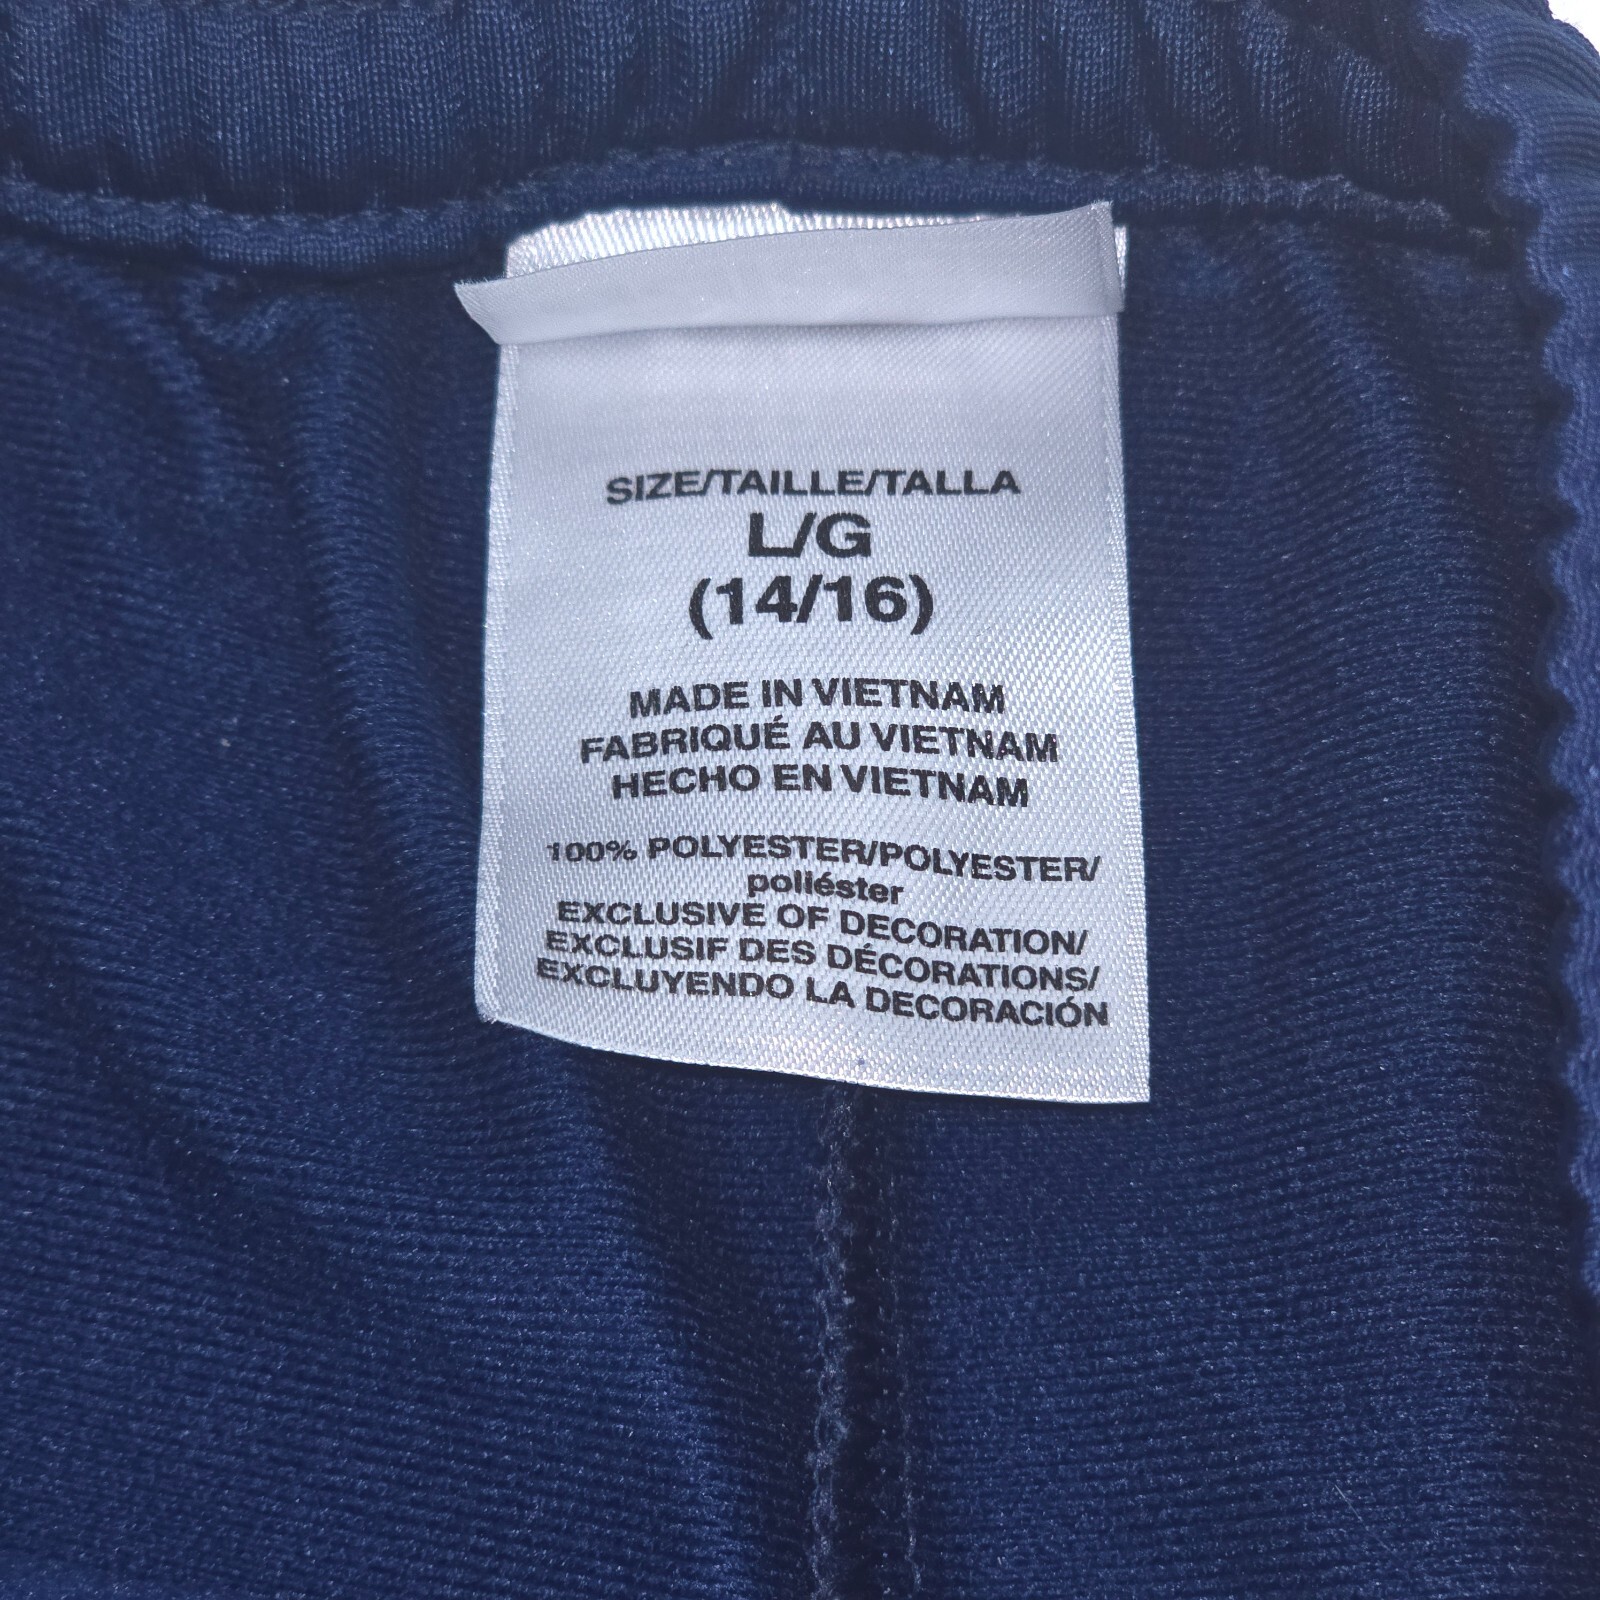 SIZE/TAILLE/TALLA
L/G
(14/16)
MADE IN VIETNAM
FABRIQUÉ AU VIETNAM
HECHO EN VIETNAM
100% POLYESTER/POLYESTER/
poliéster
EXCLUSIVE OF DECORATION/
EXCLUSIF DES DÉCORATIONS/
EXCLUYENDO LA DECORACIÓN